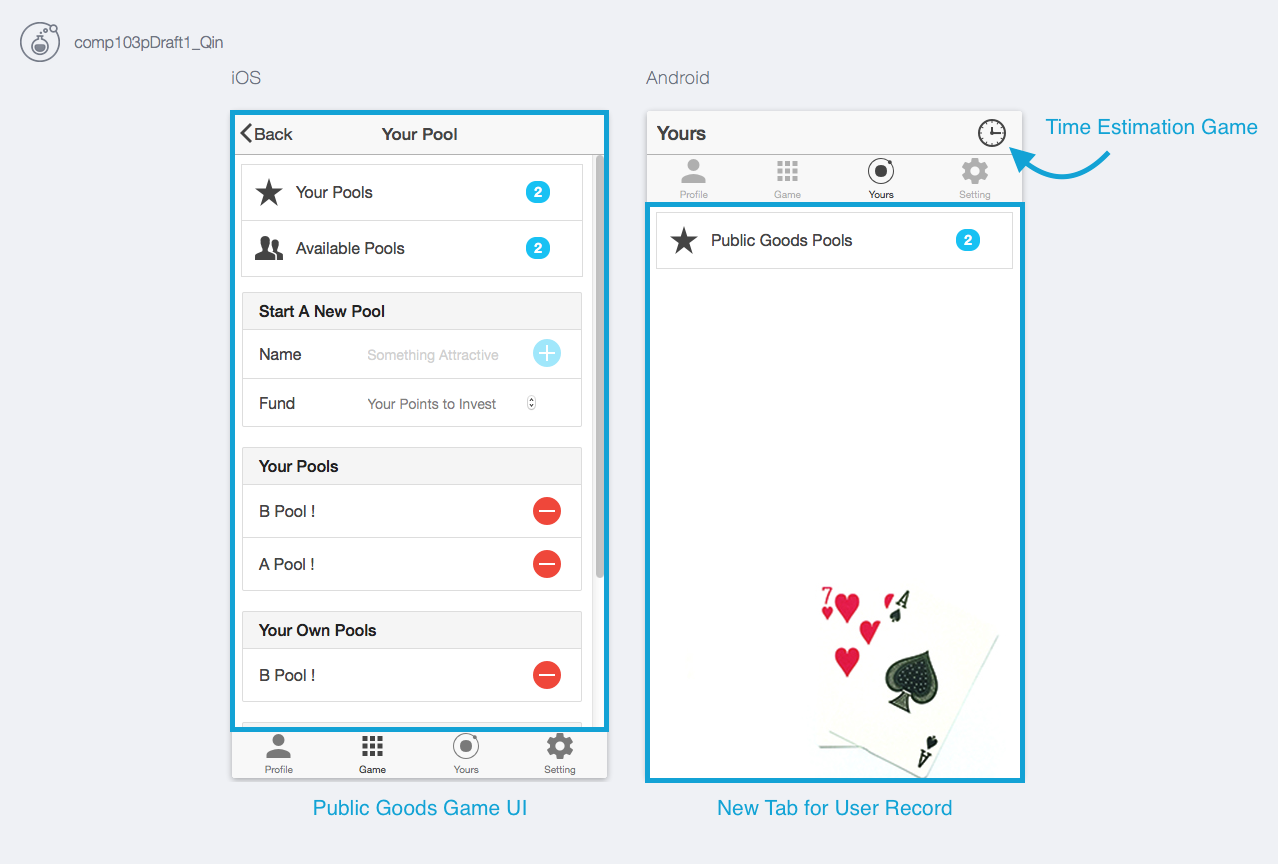 comp103pDraft1_Qin
iOS
Back
Your Pool
Your Pools
2
Available Pools
2
Start A New Pool
Name
Something Attractive
Fund
Your Points to Invest
Your Pools
B Pool !
A Pool !
Your Own Pools
B Pool !
Profile
Game
Yours
Setting
Public Goods Game UI
Android
Yours
Time Estimation Game
Profile
Game
Yours
Setting
Public Goods Pools
2
7
A
A
New Tab for User Record